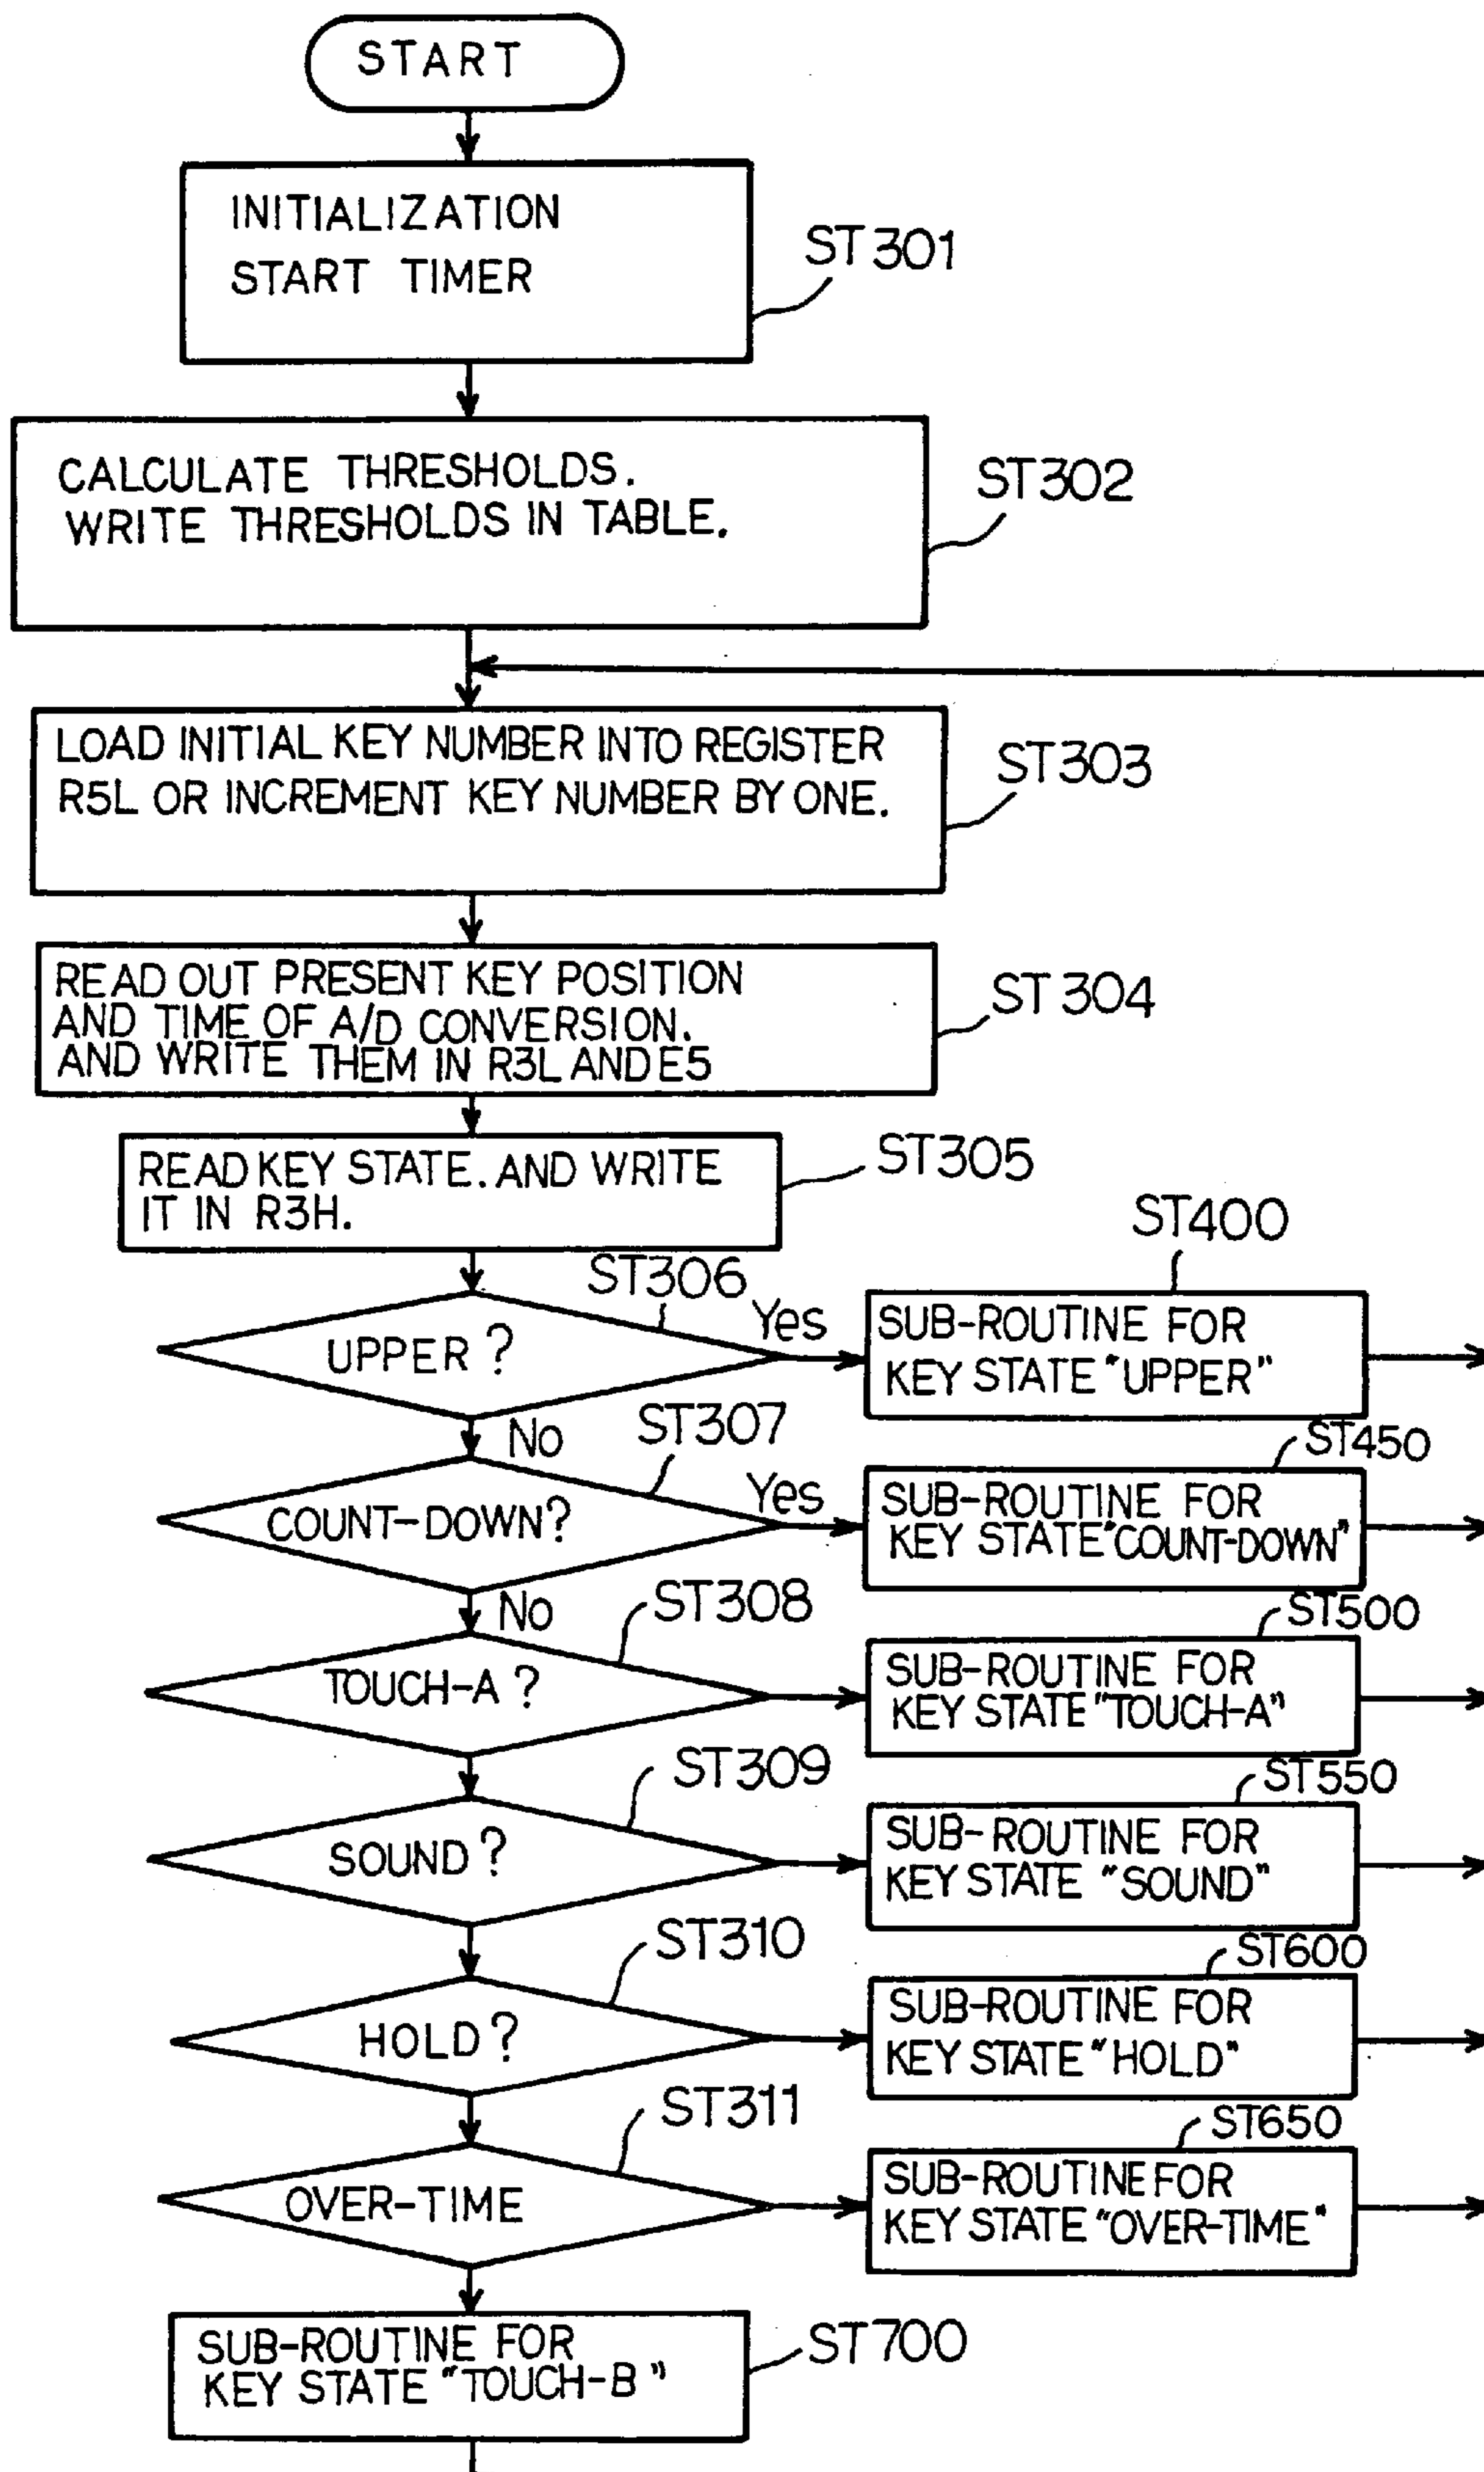 START
INITIALIZATION
START TIMER
ST301
CALCULATE THRESHOLDS.
WRITE THRESHOLDS IN TABLE.
ST302
LOAD INITIAL KEY NUMBER INTO REGISTER
R5L OR INCREMENT KEY NUMBER BY ONE.
ST303
READ OUT PRESENT KEY POSITION
AND TIME OF A/D CONVERSION.
AND WRITE THEM IN R3L AND E5
ST304
READ KEY STATE. AND WRITE
IT IN R3H.
ST305
UPPER?
ST306
Yes
SUB-ROUTINE FOR
KEY STATE "UPPER"
ST400
No
COUNT-DOWN?
ST307
Yes
SUB-ROUTINE FOR
KEY STATE "COUNT-DOWN"
ST450
No
TOUCH-A?
ST308
SUB-ROUTINE FOR
KEY STATE "TOUCH-A"
ST500
SOUND?
ST309
SUB-ROUTINE FOR
KEY STATE "SOUND"
ST550
HOLD?
ST310
SUB-ROUTINE FOR
KEY STATE "HOLD"
ST600
OVER-TIME
ST311
SUB-ROUTINE FOR
KEY STATE "OVER-TIME"
ST650
SUB-ROUTINE FOR
KEY STATE "TOUCH-B"
ST700